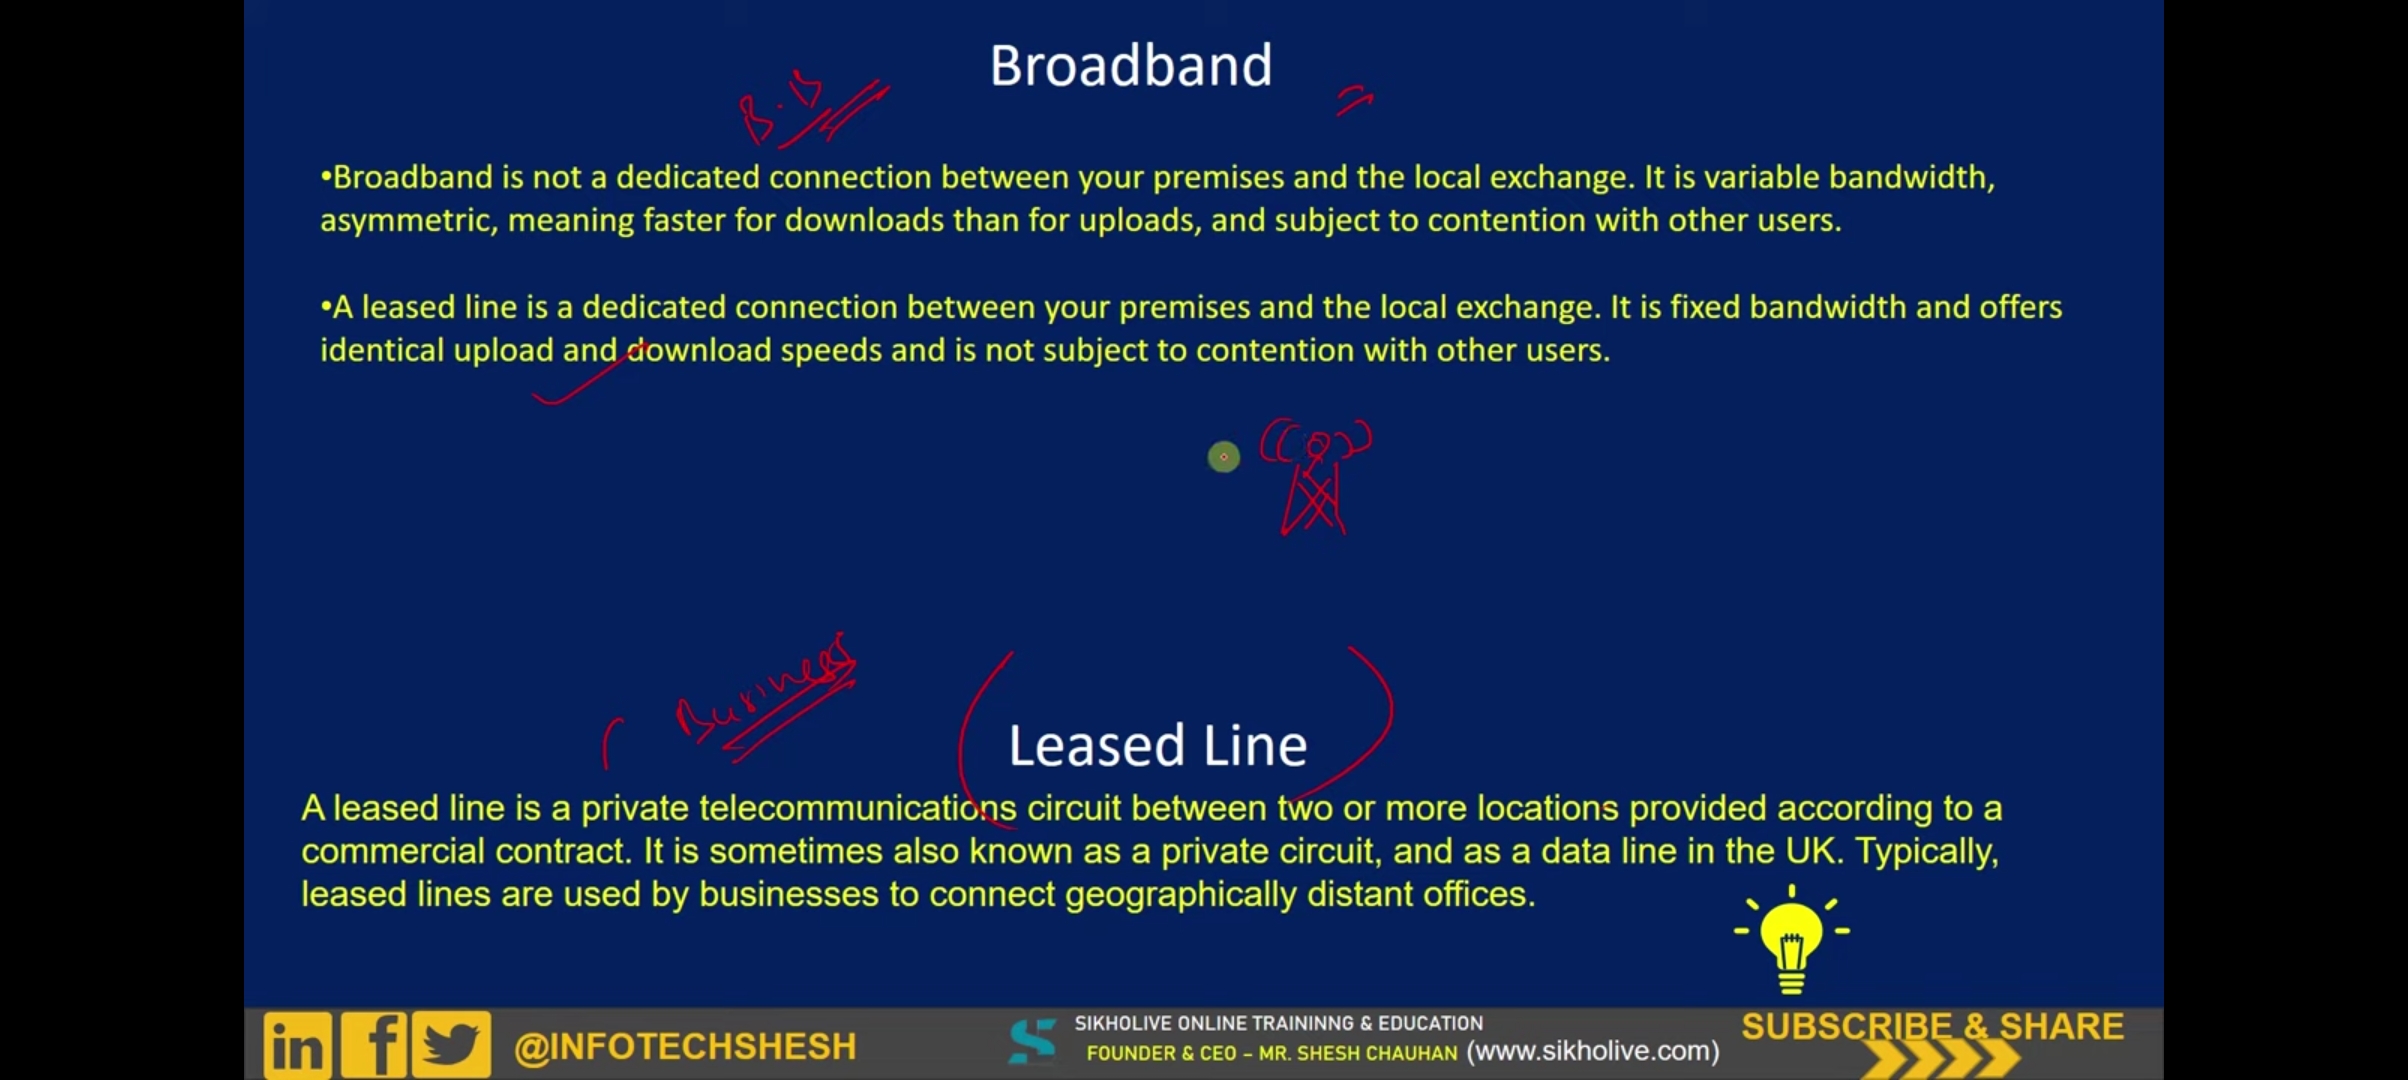 Broadband
B.B
•Broadband is not a dedicated connection between your premises and the local exchange. It is variable bandwidth,
asymmetric, meaning faster for downloads than for uploads, and subject to contention with other users.
•A leased line is a dedicated connection between your premises and the local exchange. It is fixed bandwidth and offers
identical upload and download speeds and is not subject to contention with other users.
Business
Leased Line
A leased line is a private telecommunications circuit between two or more locations provided according to a
commercial contract. It is sometimes also known as a private circuit, and as a data line in the UK. Typically,
leased lines are used by businesses to connect geographically distant offices.
@INFOTECHSHESH
SIKHOLIVE ONLINE TRAININNG & EDUCATION
FOUNDER & CEO – MR. SHESH CHAUHAN (www.sikholive.com)
SUBSCRIBE & SHARE